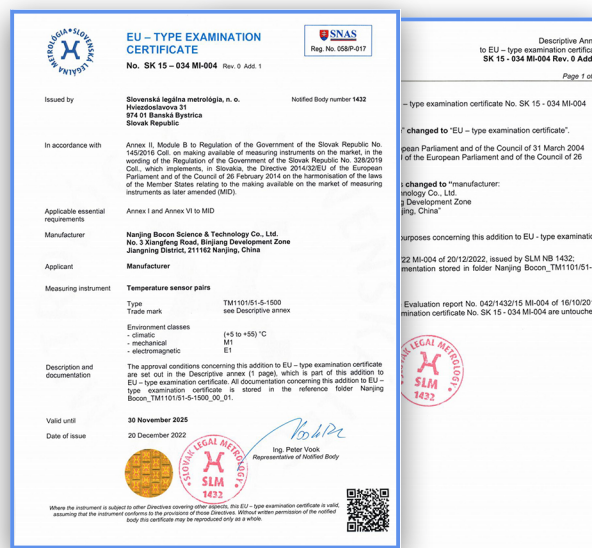 METROLÓGIA • SLOVENSKÁ LEGÁLNA
EU – TYPE EXAMINATION
CERTIFICATE
No. SK 15 – 034 MI-004 Rev. 0 Add. 1
SNAS
Reg. No. 058/P-017
Issued by
Slovenská legálna metrológia, n. o.
Hviezdoslavova 31
974 01 Banská Bystrica
Slovak Republic
Notified Body number 1432
In accordance with
Annex II, Module B to Regulation of the Government of the Slovak Republic No.
145/2016 Coll. on making available of measuring instruments on the market, in the
wording of the Regulation of the Government of the Slovak Republic No. 328/2019
Coll., which implements, in Slovakia, the Directive 2014/32/EU of the European
Parliament and of the Council of 26 February 2014 on the harmonisation of the laws
of the Member States relating to the making available on the market of measuring
instruments as later amended (MID).
Applicable essential
requirements
Annex I and Annex VI to MID
Manufacturer
Nanjing Bocon Science & Technology Co., Ltd.
No. 3 Xiangfeng Road, Binjiang Development Zone
Jiangning District, 211162 Nanjing, China
Applicant
Manufacturer
Measuring instrument
Temperature sensor pairs
Type TM1101/51-5-1500
Trade mark see Descriptive annex
Environment classes
- climatic (+5 to +55) °C
- mechanical M1
- electromagnetic E1
Description and
documentation
The approval conditions concerning this addition to EU – type examination certificate
are set out in the Descriptive annex (1 page), which is part of this addition to
EU – type examination certificate. All documentation concerning this addition to EU –
type examination certificate is stored in the reference folder Nanjing
Bocon_TM1101/51-5-1500_00_01.
Valid until
30 November 2025
Date of issue
20 December 2022
SLOVAK LEGAL METROLOGY
SLM
1432
Ing. Peter Vook
Representative of Notified Body
Where the instrument is subject to other Directives covering other aspects, this EU – type examination certificate is valid,
assuming that the instrument conforms to the provisions of those Directives. Without written permission of the notified
body this certificate may be reproduced only as a whole.
Descriptive Ann
to EU – type examination certifica
SK 15 - 034 MI-004 Rev. 0 Add
Page 1 of
– type examination certificate No. SK 15 - 034 MI-004
changed to "EU – type examination certificate".
pean Parliament and of the Council of 31 March 2004
of the European Parliament and of the Council of 26
changed to "manufacturer:
nology Co., Ltd.
g Development Zone
jing, China"
urposes concerning this addition to EU - type examinatio
22 MI-004 of 20/12/2022, issued by SLM NB 1432;
mentation stored in folder Nanjing Bocon_TM1101/51-
Evaluation report No. 042/1432/15 MI-004 of 16/10/201
mination certificate No. SK 15 - 034 MI-004 are untouche
AK LEGAL METROLOGY
SLM
1432